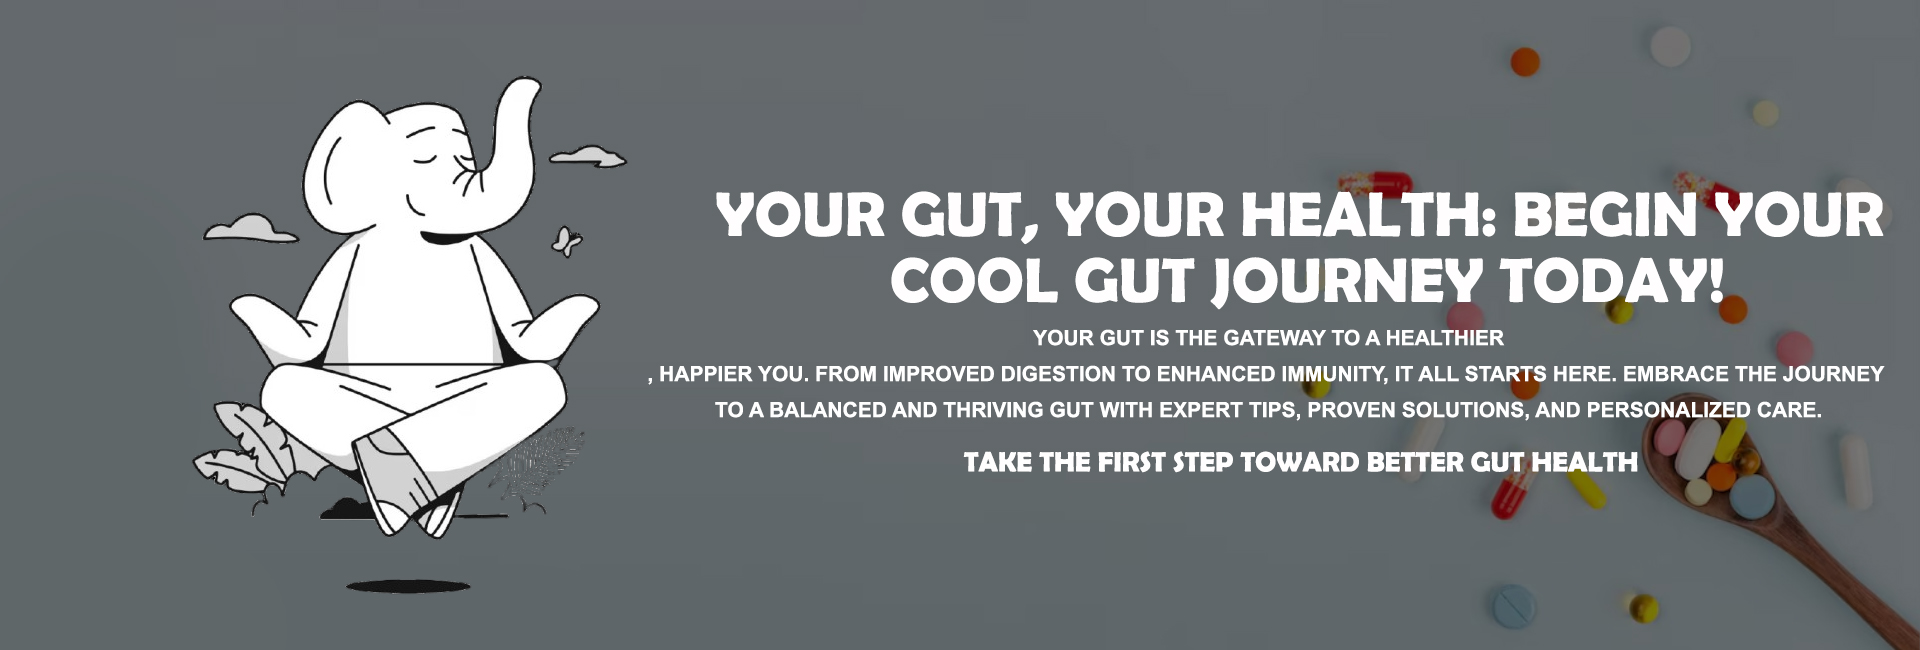 YOUR GUT, YOUR HEALTH: BEGIN YOUR
COOL GUT JOURNEY TODAY!
YOUR GUT IS THE GATEWAY TO A HEALTHIER
, HAPPIER YOU. FROM IMPROVED DIGESTION TO ENHANCED IMMUNITY, IT ALL STARTS HERE. EMBRACE THE JOURNEY
TO A BALANCED AND THRIVING GUT WITH EXPERT TIPS, PROVEN SOLUTIONS, AND PERSONALIZED CARE.
TAKE THE FIRST STEP TOWARD BETTER GUT HEALTH